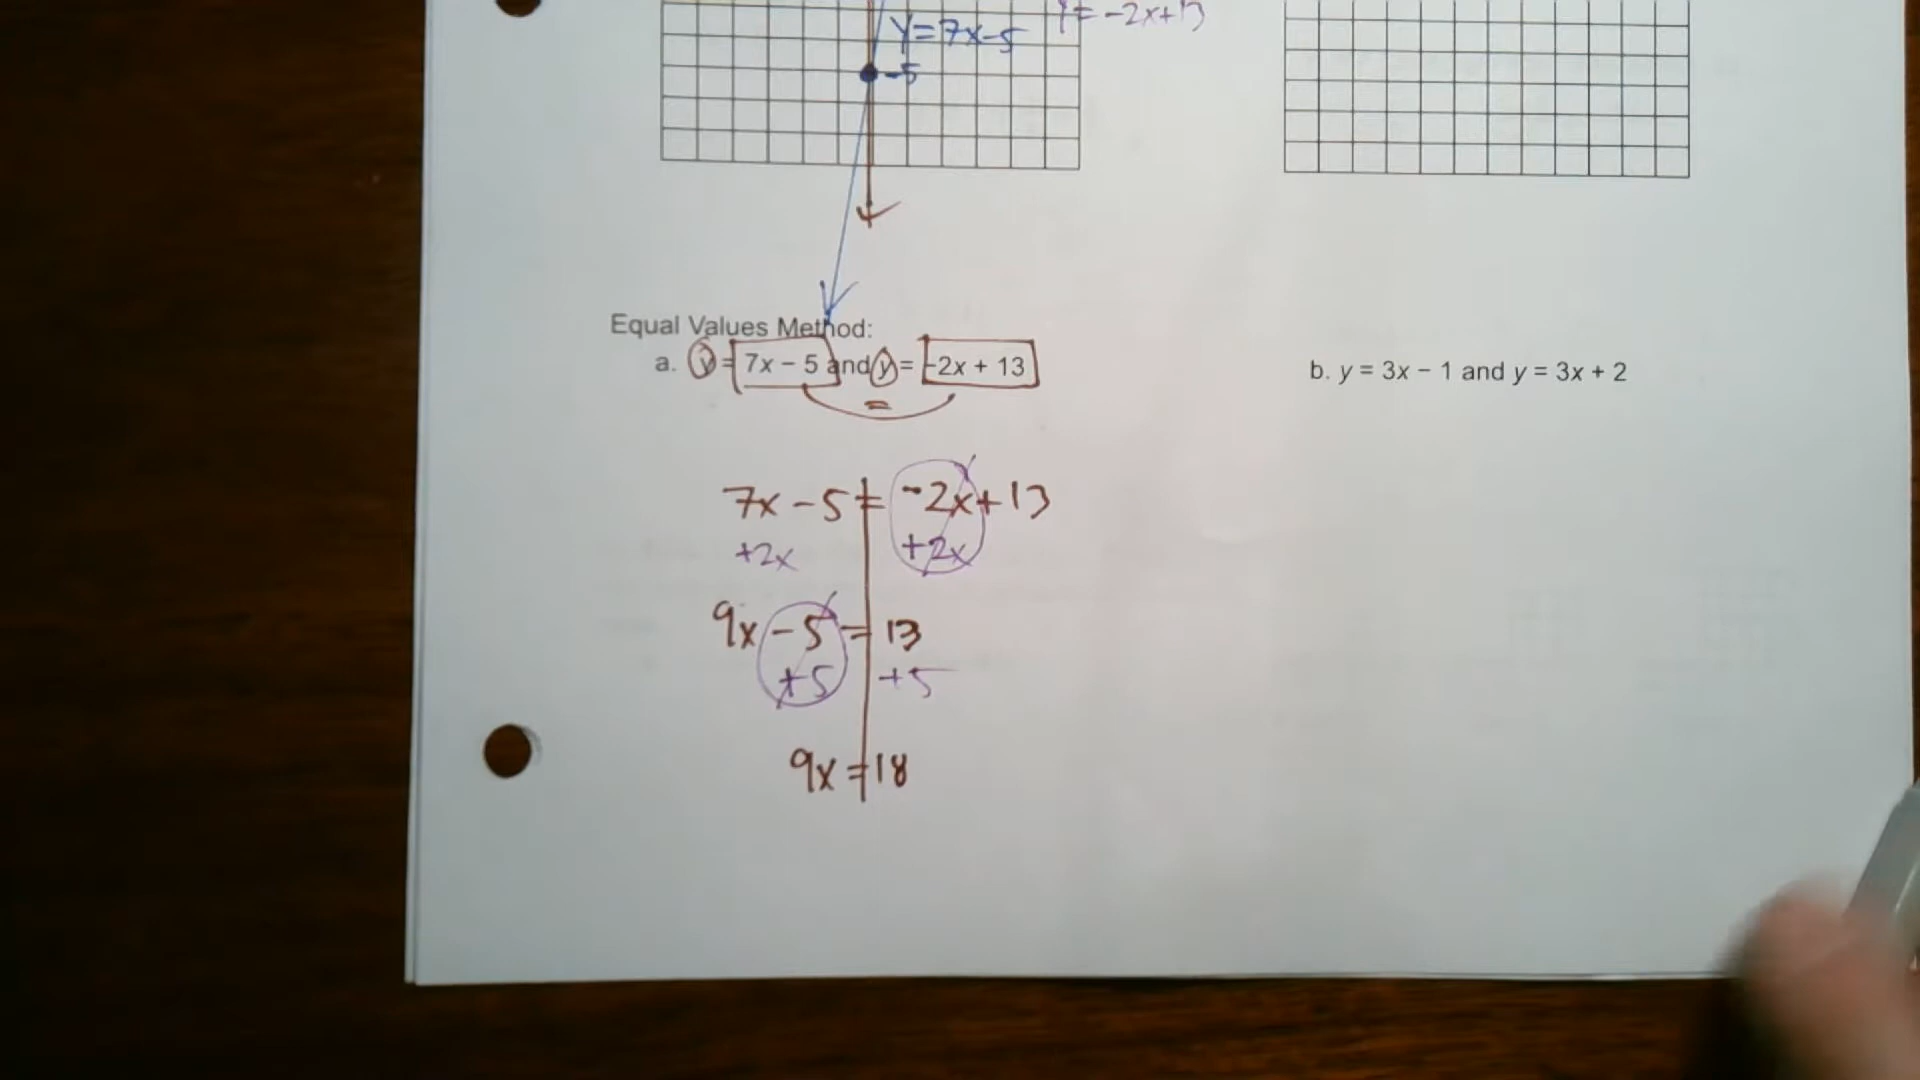 y = -2x+13
y=7x-5
-5
Equal Values Method:
a. y = 7x – 5 and y = -2x + 13
=
b. y = 3x − 1 and y = 3x + 2
7x - 5 = -2x + 13
+2x +2x
9x - 5 = 13
+5 +5
9x = 18